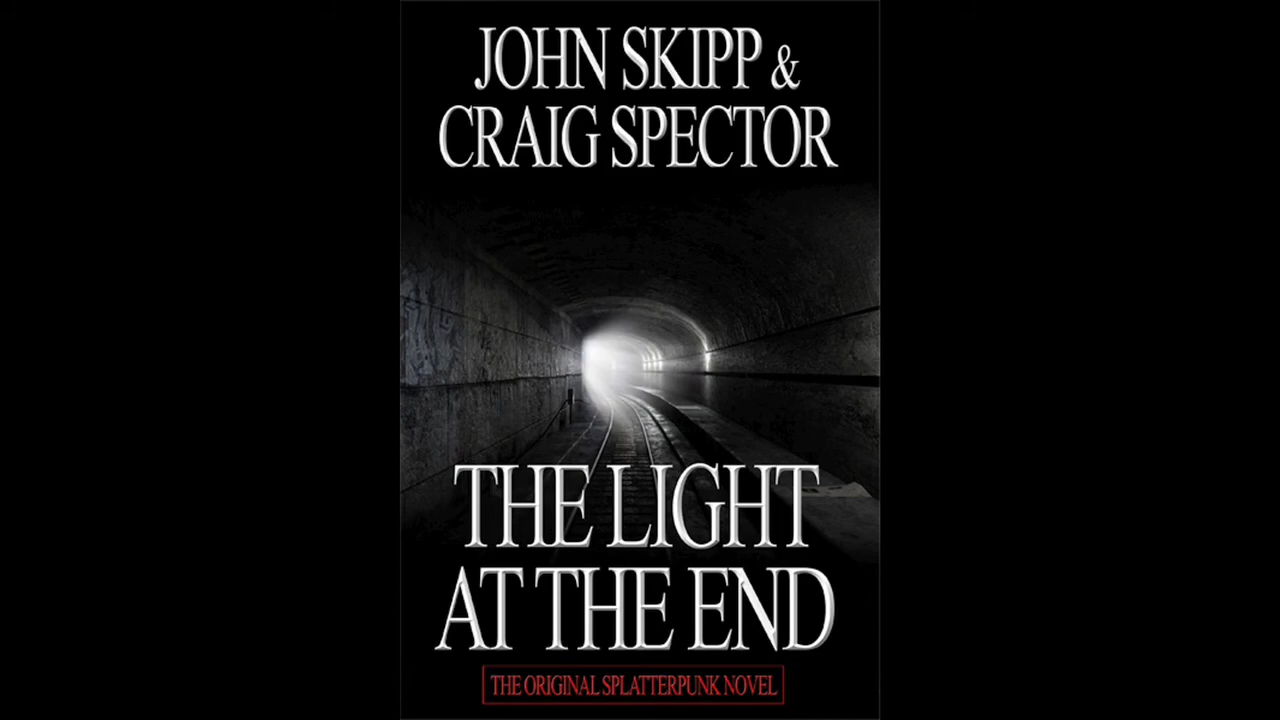 JOHN SKIPP &
CRAIG SPECTOR
THE LIGHT
AT THE END
THE ORIGINAL SPLATTERPUNK NOVEL